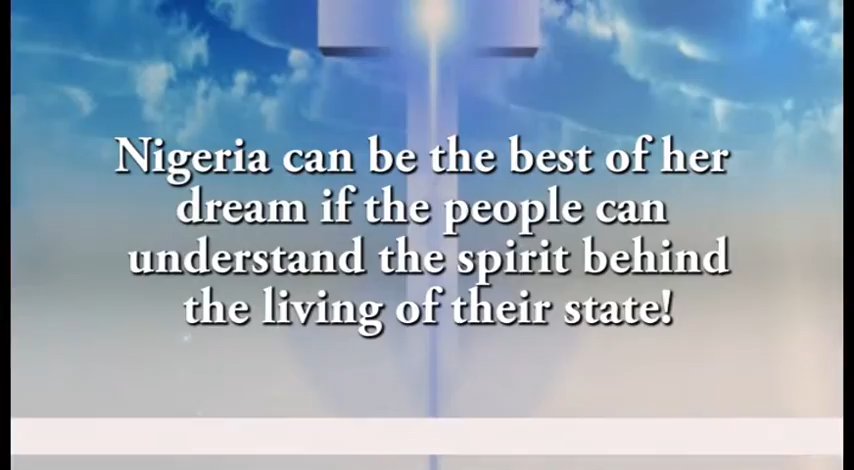 Nigeria can be the best of her
dream if the people can
understand the spirit behind
the living of their state!